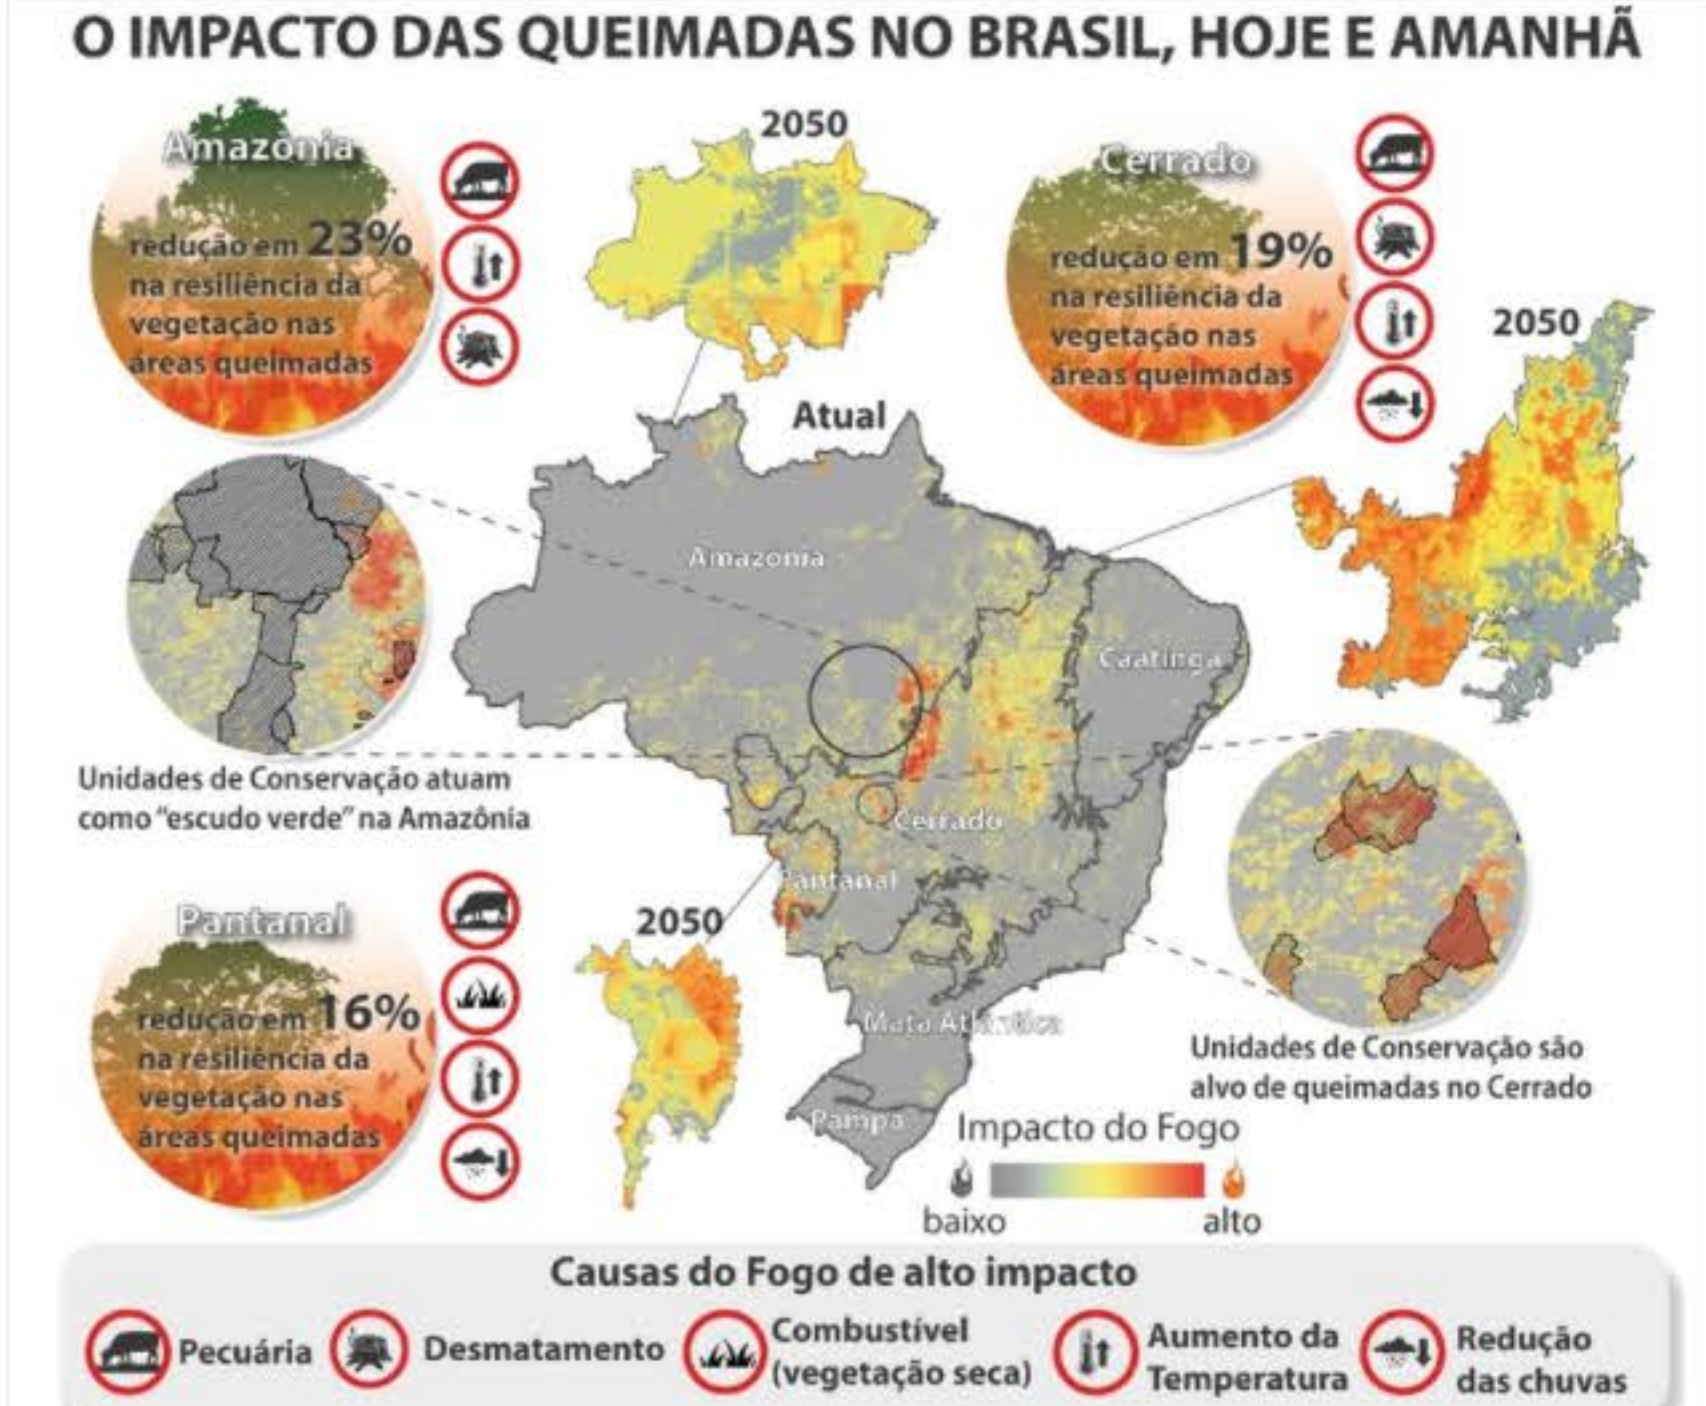 O IMPACTO DAS QUEIMADAS NO BRASIL, HOJE E AMANHÃ
Amazônia
redução em 23%
na resiliência da
vegetação nas
áreas queimadas
2050
Cerrado
redução em 19%
na resiliência da
vegetação nas
áreas queimadas
2050
Atual
Amazonia
Caatinga
Cerrado
Pantanal
Mata Atlântica
Pampa
Unidades de Conservação atuam
como “escudo verde” na Amazônia
Pantanal
redução em 16%
na resiliência da
vegetação nas
áreas queimadas
2050
Unidades de Conservação são
alvo de queimadas no Cerrado
Impacto do Fogo
baixo
alto
Causas do Fogo de alto impacto
Pecuária
Desmatamento
Combustível
(vegetação seca)
Aumento da
Temperatura
Redução
das chuvas